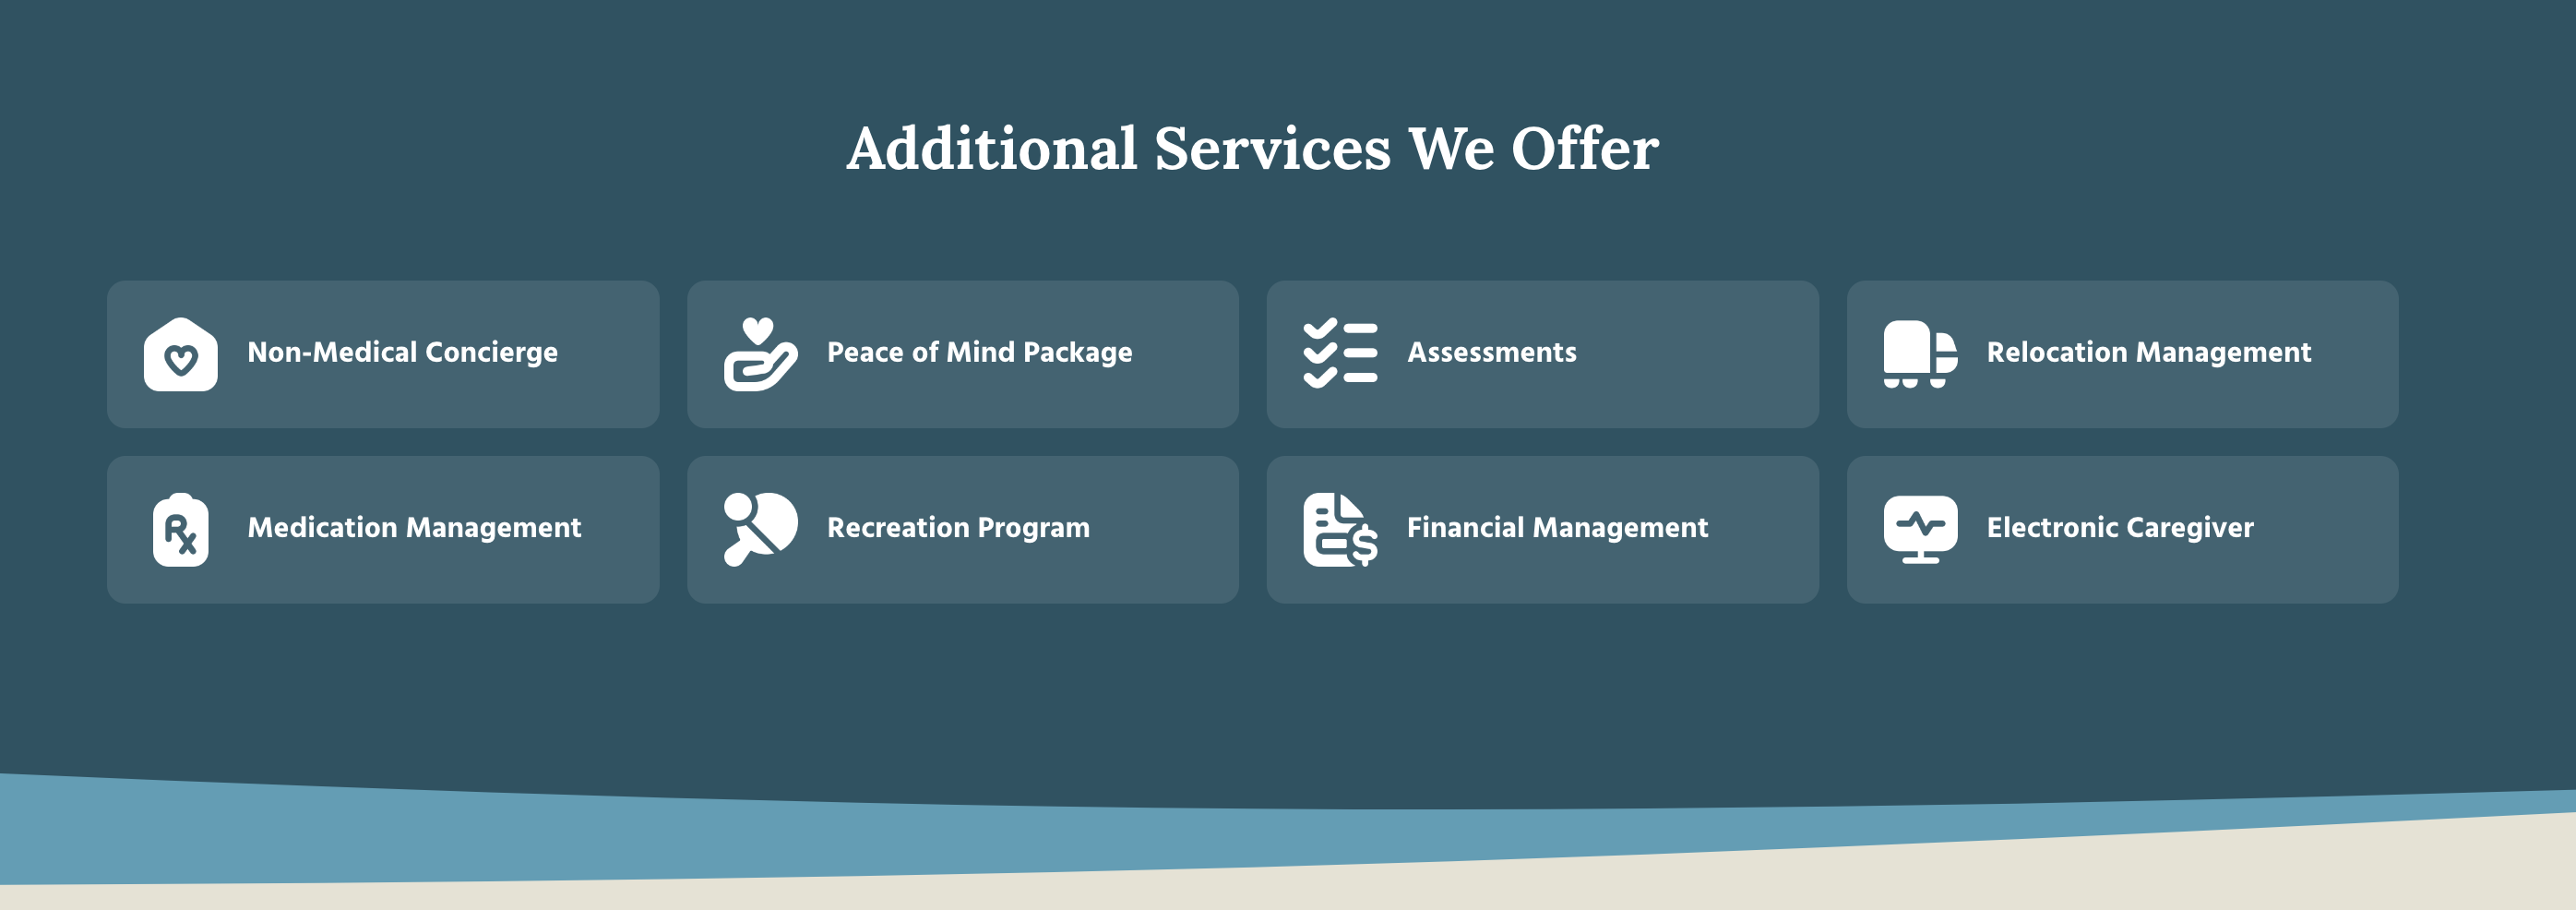 Additional Services We Offer
Non-Medical Concierge
Peace of Mind Package
Assessments
Relocation Management
Medication Management
Recreation Program
Financial Management
Electronic Caregiver